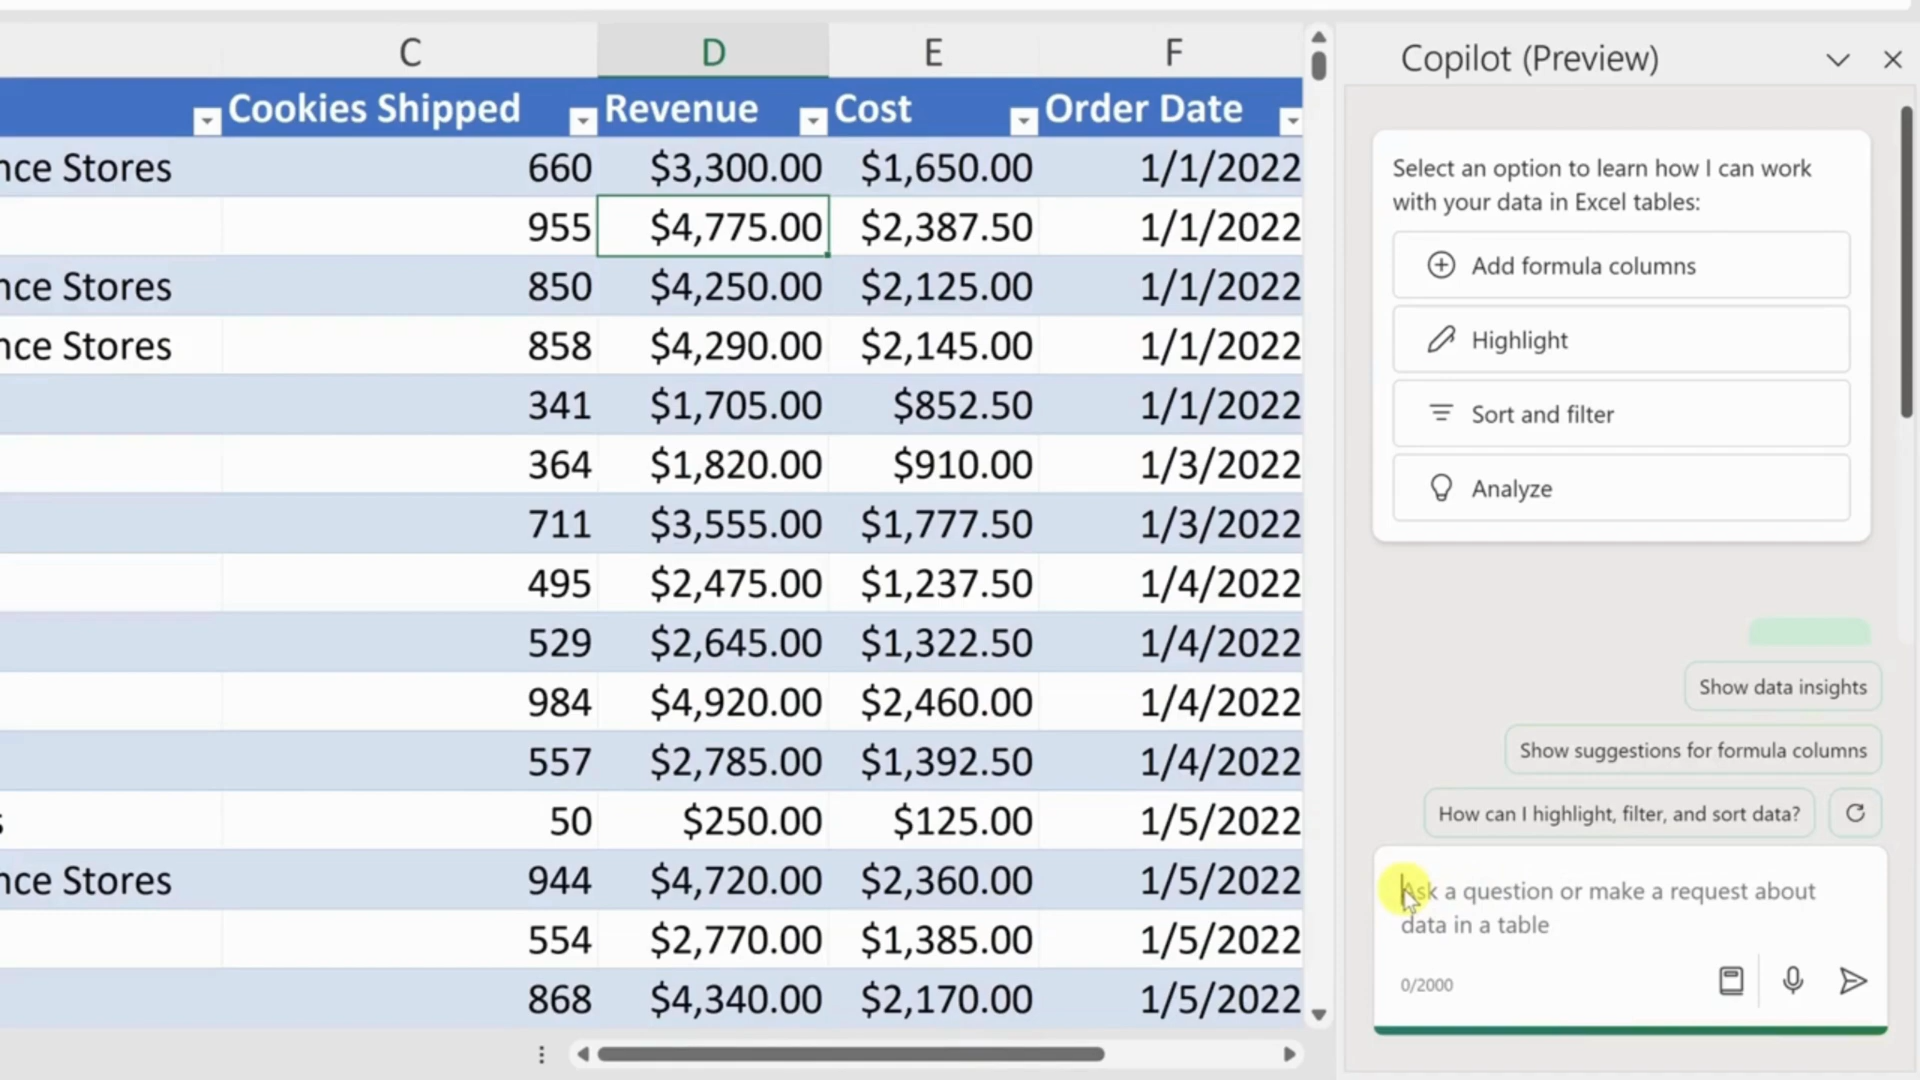 C D E F
Cookies Shipped Revenue Cost Order Date
nce Stores 660 $3,300.00 $1,650.00 1/1/2022
955 $4,775.00 $2,387.50 1/1/2022
nce Stores 850 $4,250.00 $2,125.00 1/1/2022
nce Stores 858 $4,290.00 $2,145.00 1/1/2022
341 $1,705.00 $852.50 1/1/2022
364 $1,820.00 $910.00 1/3/2022
711 $3,555.00 $1,777.50 1/3/2022
495 $2,475.00 $1,237.50 1/4/2022
529 $2,645.00 $1,322.50 1/4/2022
984 $4,920.00 $2,460.00 1/4/2022
557 $2,785.00 $1,392.50 1/4/2022
s 50 $250.00 $125.00 1/5/2022
nce Stores 944 $4,720.00 $2,360.00 1/5/2022
554 $2,770.00 $1,385.00 1/5/2022
868 $4,340.00 $2,170.00 1/5/2022
Copilot (Preview)
Select an option to learn how I can work
with your data in Excel tables:
Add formula columns
Highlight
Sort and filter
Analyze
Show data insights
Show suggestions for formula columns
How can I highlight, filter, and sort data?
Ask a question or make a request about
data in a table
0/2000